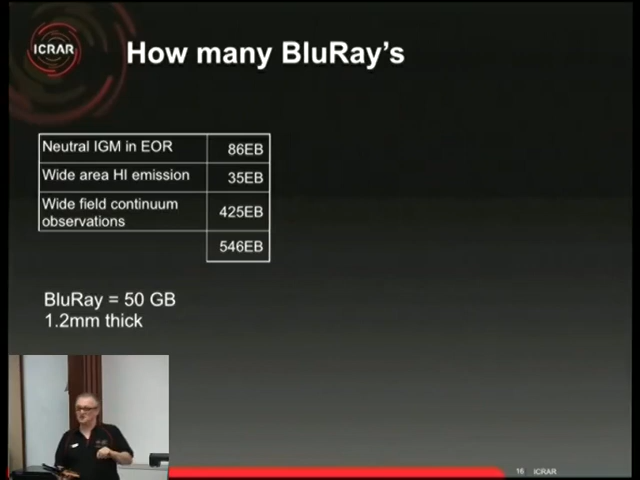 ICRAR
How many BluRay's
Neutral IGM in EOR 86EB
Wide area HI emission 35EB
Wide field continuum
observations 425EB
546EB
BluRay = 50 GB
1.2mm thick
16 ICRAR